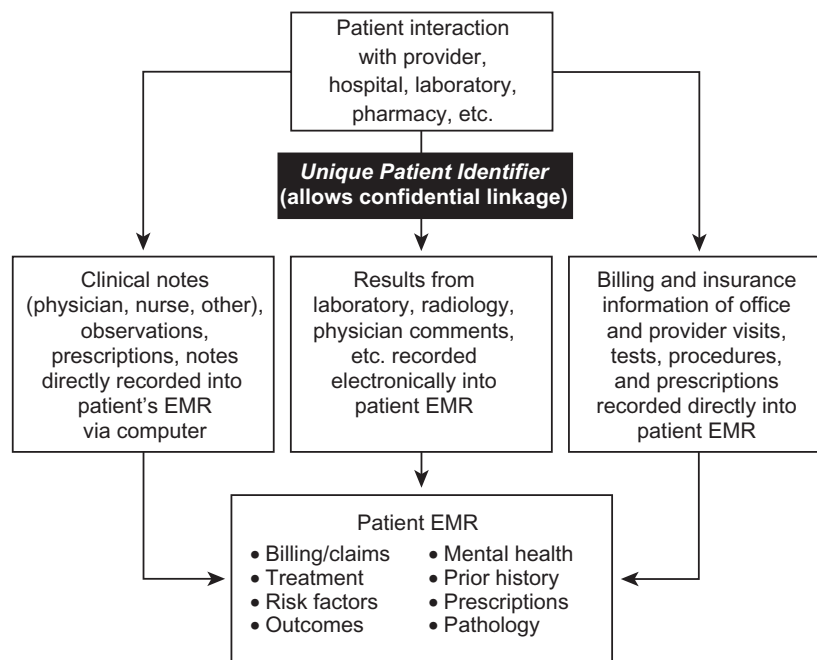 Patient interaction
with provider,
hospital, laboratory,
pharmacy, etc.
Unique Patient Identifier
(allows confidential linkage)
Clinical notes
(physician, nurse, other),
observations,
prescriptions, notes
directly recorded into
patient's EMR
via computer
Results from
laboratory, radiology,
physician comments,
etc. recorded
electronically into
patient EMR
Billing and insurance
information of office
and provider visits,
tests, procedures,
and prescriptions
recorded directly into
patient EMR
Patient EMR
• Billing/claims
• Treatment
• Risk factors
• Outcomes
• Mental health
• Prior history
• Prescriptions
• Pathology